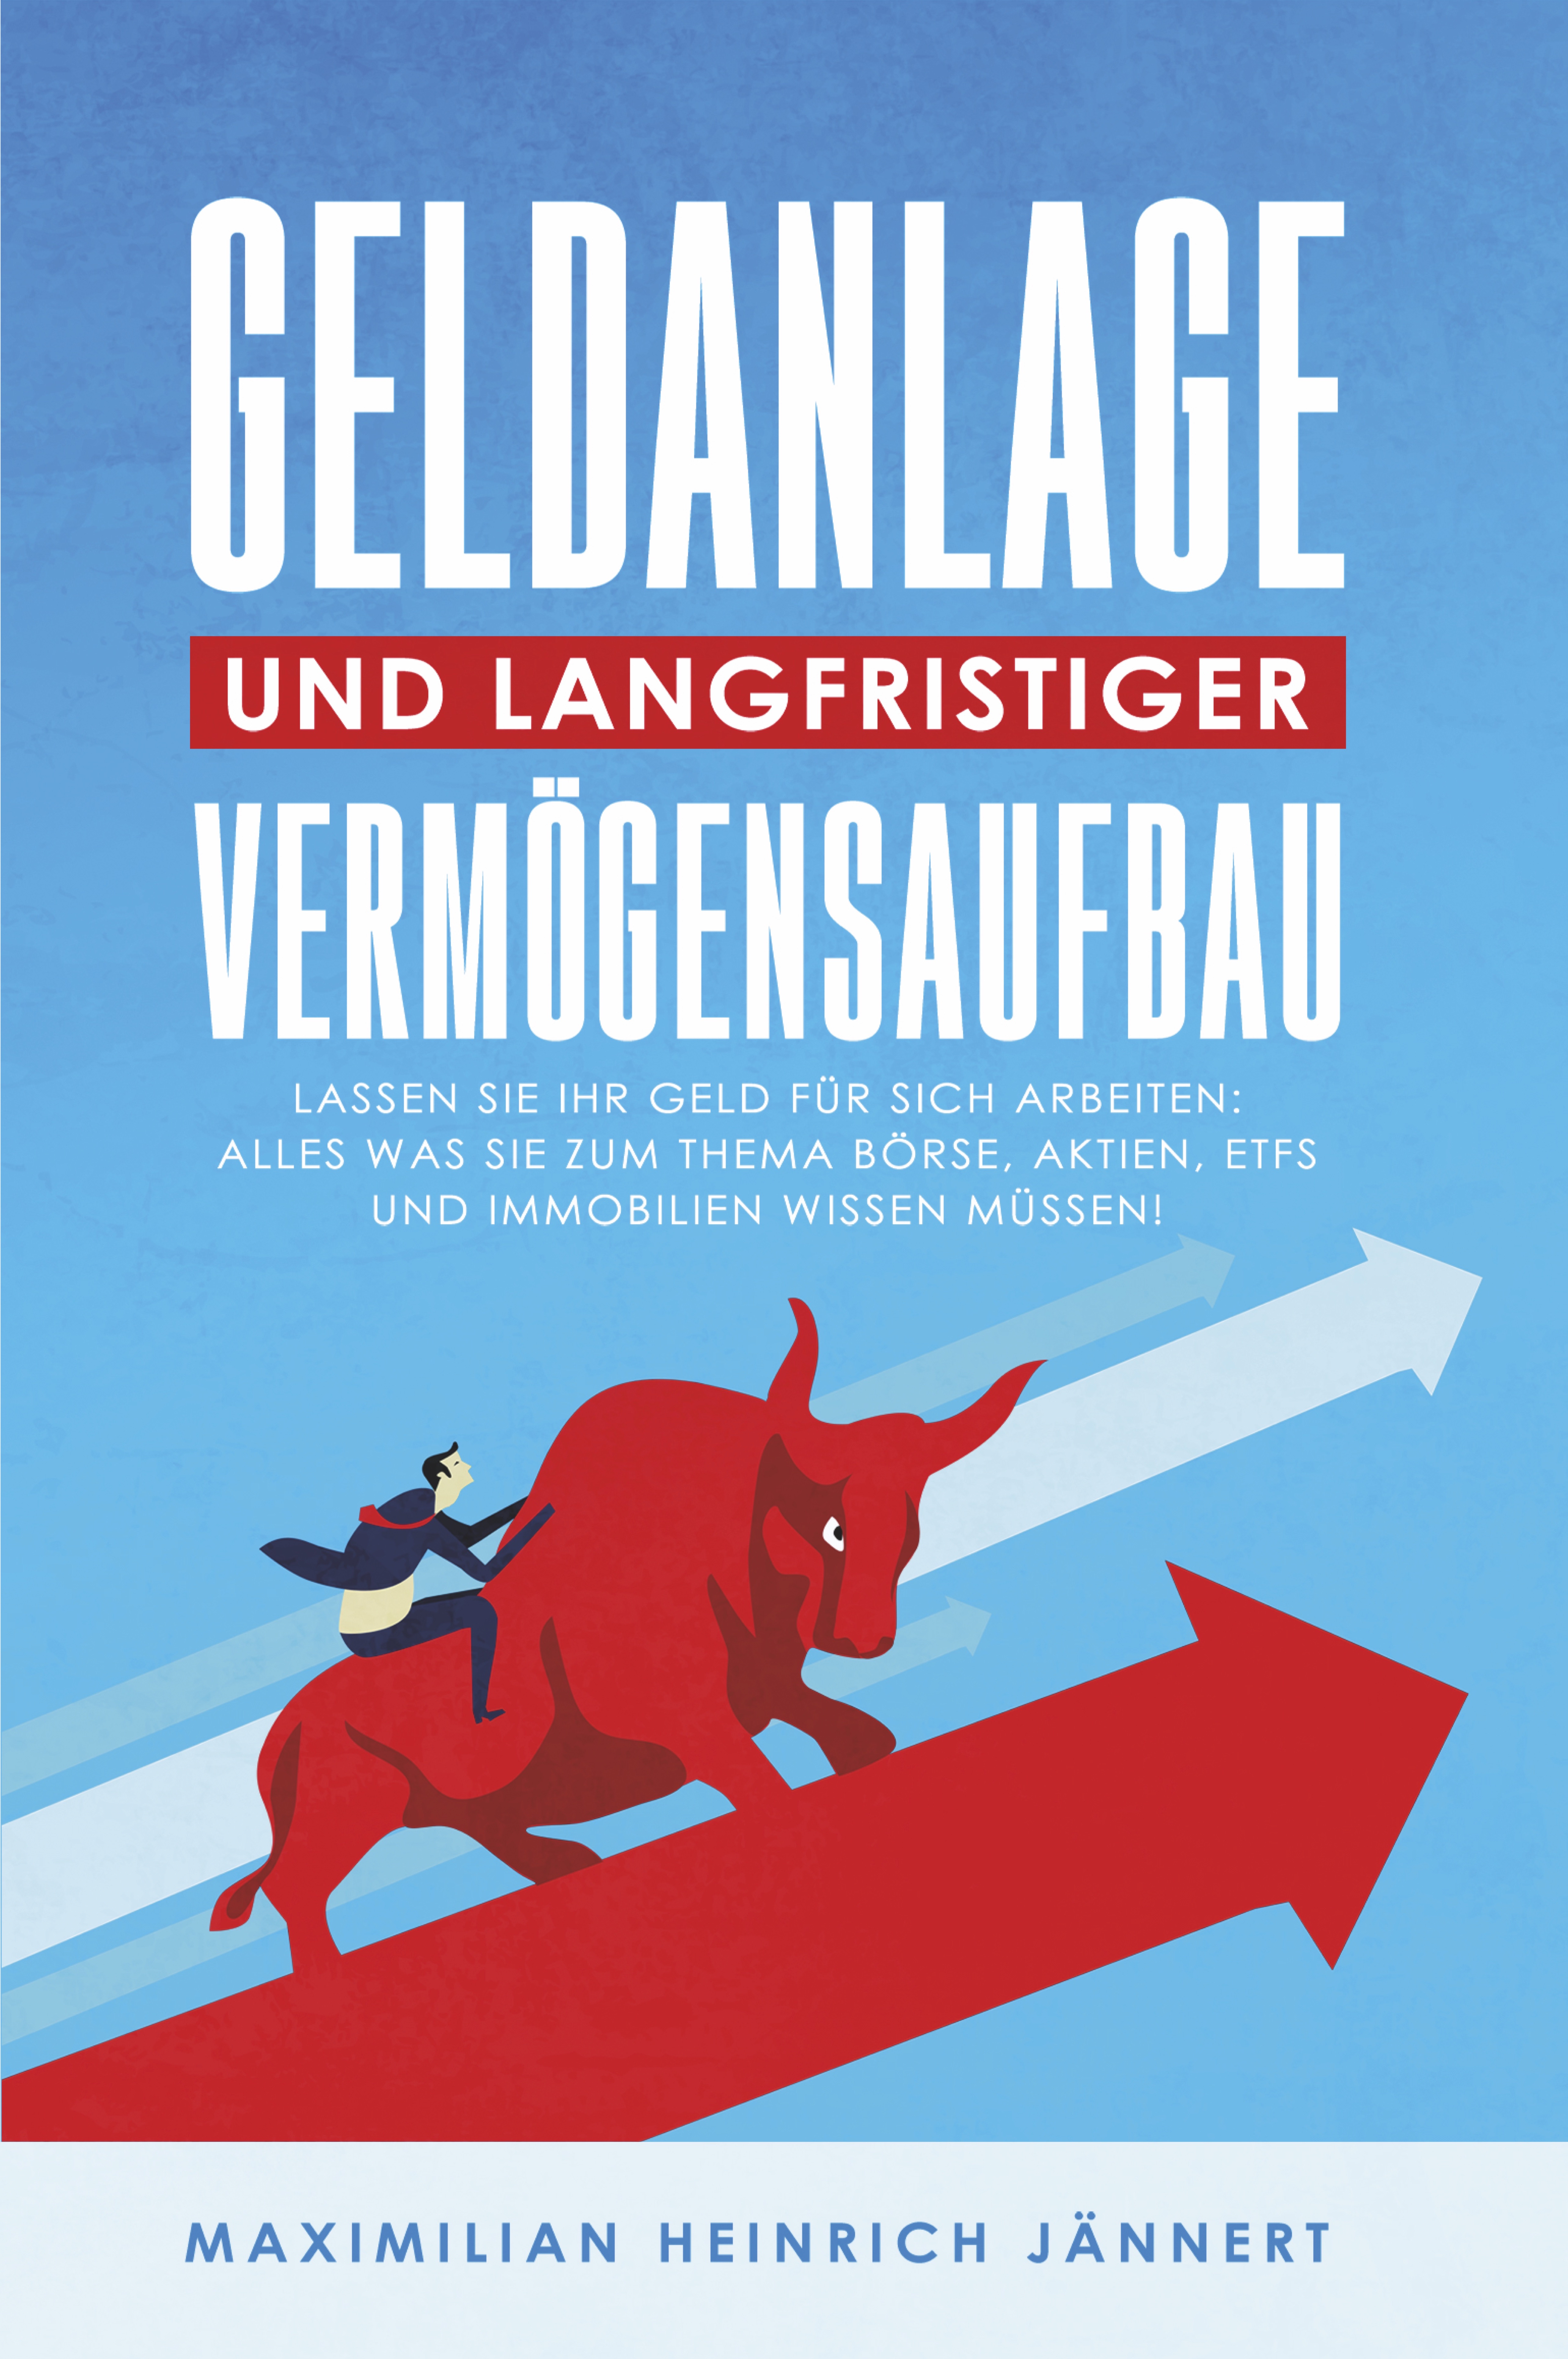 GELDANLAGE
UND LANGFRISTIGER
VERMÖGENSAUFBAU
LASSEN SIE IHR GELD FÜR SICH ARBEITEN:
ALLES WAS SIE ZUM THEMA BÖRSE, AKTIEN, ETFS
UND IMMOBILIEN WISSEN MÜSSEN!
MAXIMILIAN HEINRICH JÄNNERT